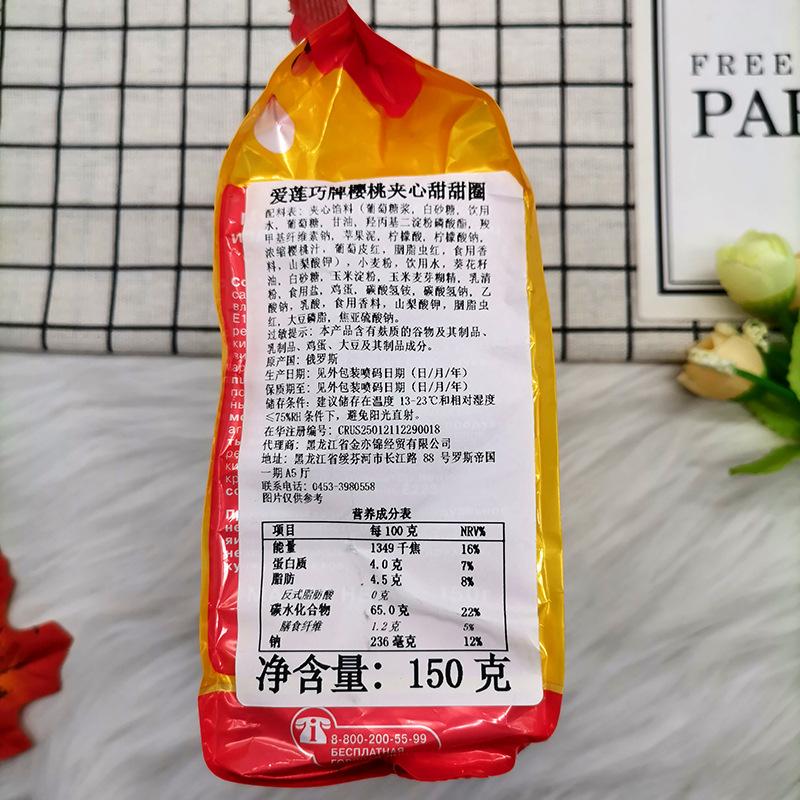 FREE
PAR
爱莲巧牌樱桃夹心甜甜圈
配料表：夹心馅料（葡萄糖浆，白砂糖，饮用
水，葡萄糖，甘油，羟丙基二淀粉磷酸酯，羧
甲基纤维素钠，苹果泥，柠檬酸，柠檬酸钠，
浓缩樱桃汁，葡萄皮红，胭脂虫红，食用香
料，山梨酸钾），小麦粉，饮用水，葵花籽
油，白砂糖，玉米淀粉，玉米麦芽糊精，乳清
粉，食用盐，鸡蛋，碳酸氢铵，碳酸氢钠，乙
酸钠，乳酸，食用香料，山梨酸钾，胭脂虫
红，大豆磷脂，焦亚硫酸钠。
过敏提示：本产品含有麸质的谷物及其制品、
乳制品、鸡蛋、大豆及其制品成分。
原产国：俄罗斯
生产日期：见外包装喷码日期（日/月/年）
保质期至：见外包装喷码日期（日/月/年）
储存条件：建议储存在温度 13-23℃和相对湿度
≤75%RH 条件下，避免阳光直射。
在华注册编号：CRUS25012112290018
代理商：黑龙江省金亦锦经贸有限公司
地址：黑龙江省绥芬河市长江路 88 号罗斯帝国
一期 A5 厅
联系电话：0453-3980558
图片仅供参考
营养成分表
项目 每 100 克 NRV%
能量 1349 千焦 16%
蛋白质 4.0 克 7%
脂肪 4.5 克 8%
反式脂肪酸 0 克
碳水化合物 65.0 克 22%
膳食纤维 1.2 克 5%
钠 236 毫克 12%
净含量：150 克
8-800-200-55-99
БЕСПЛАТНАЯ